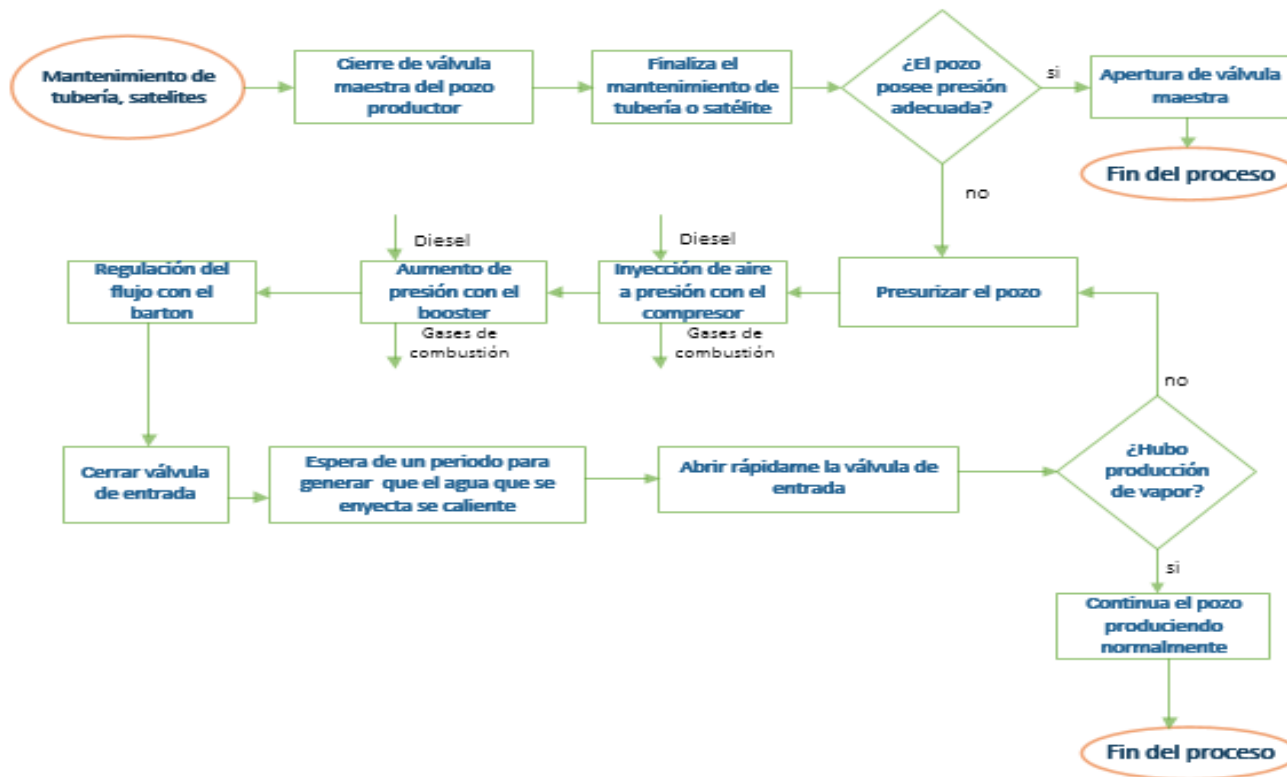 Mantenimiento de
tubería, satelites
Cierre de válvula
maestra del pozo
productor
Finaliza el
mantenimiento de
tubería o satélite
¿El pozo
posee presión
adecuada?
si
Apertura de válvula
maestra
Fin del proceso
no
Presurizar el pozo
Diesel
Inyección de aire
a presión con el
compresor
Gases de
combustión
Diesel
Aumento de
presión con el
booster
Gases de
combustión
Regulación del
flujo con el
barton
Cerrar válvula
de entrada
Espera de un periodo para
generar que el agua que se
enyecta se caliente
Abrir rápidame la válvula de
entrada
¿Hubo
producción
de vapor?
no
si
Continua el pozo
produciendo
normalmente
Fin del proceso